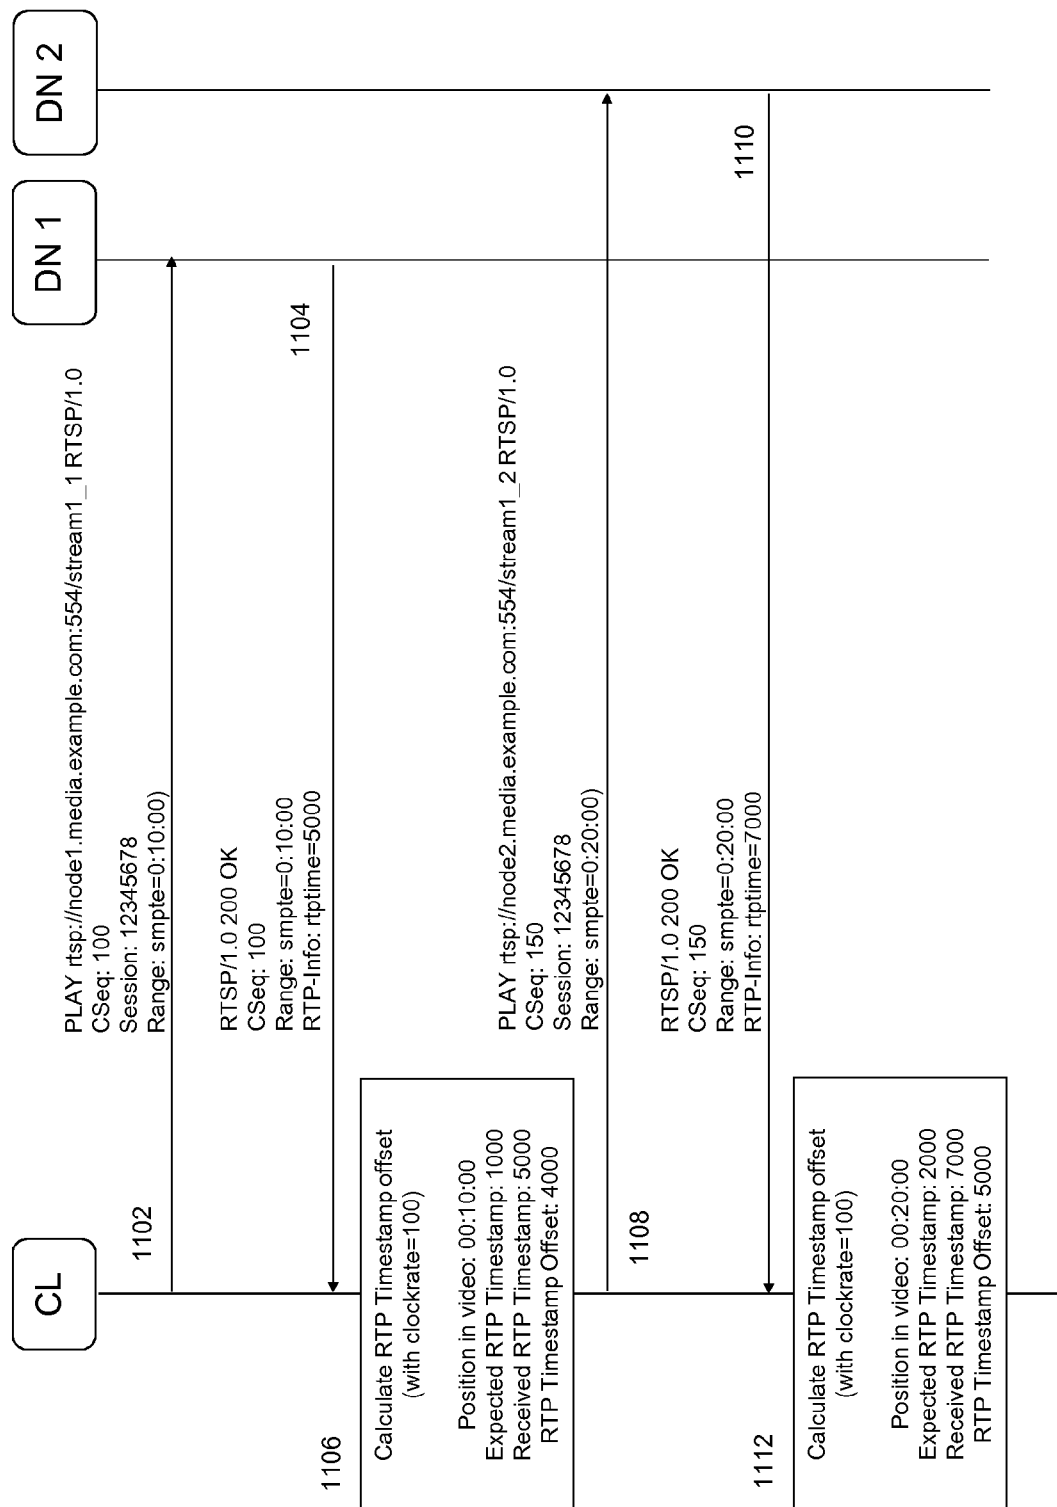 CL
DN 1
DN 2
1102
PLAY rtsp://node1.media.example.com:554/stream1_1 RTSP/1.0
CSeq: 100
Session: 12345678
Range: smpte=0:10:00)
RTSP/1.0 200 OK
CSeq: 100
Range: smpte=0:10:00
RTP-Info: rtptime=5000
1104
1106
Calculate RTP Timestamp offset
(with clockrate=100)
Position in video: 00:10:00
Expected RTP Timestamp: 1000
Received RTP Timestamp: 5000
RTP Timestamp Offset: 4000
PLAY rtsp://node2.media.example.com:554/stream1_2 RTSP/1.0
CSeq: 150
Session: 12345678
Range: smpte=0:20:00)
1108
RTSP/1.0 200 OK
CSeq: 150
Range: smpte=0:20:00
RTP-Info: rtptime=7000
1110
1112
Calculate RTP Timestamp offset
(with clockrate=100)
Position in video: 00:20:00
Expected RTP Timestamp: 2000
Received RTP Timestamp: 7000
RTP Timestamp Offset: 5000